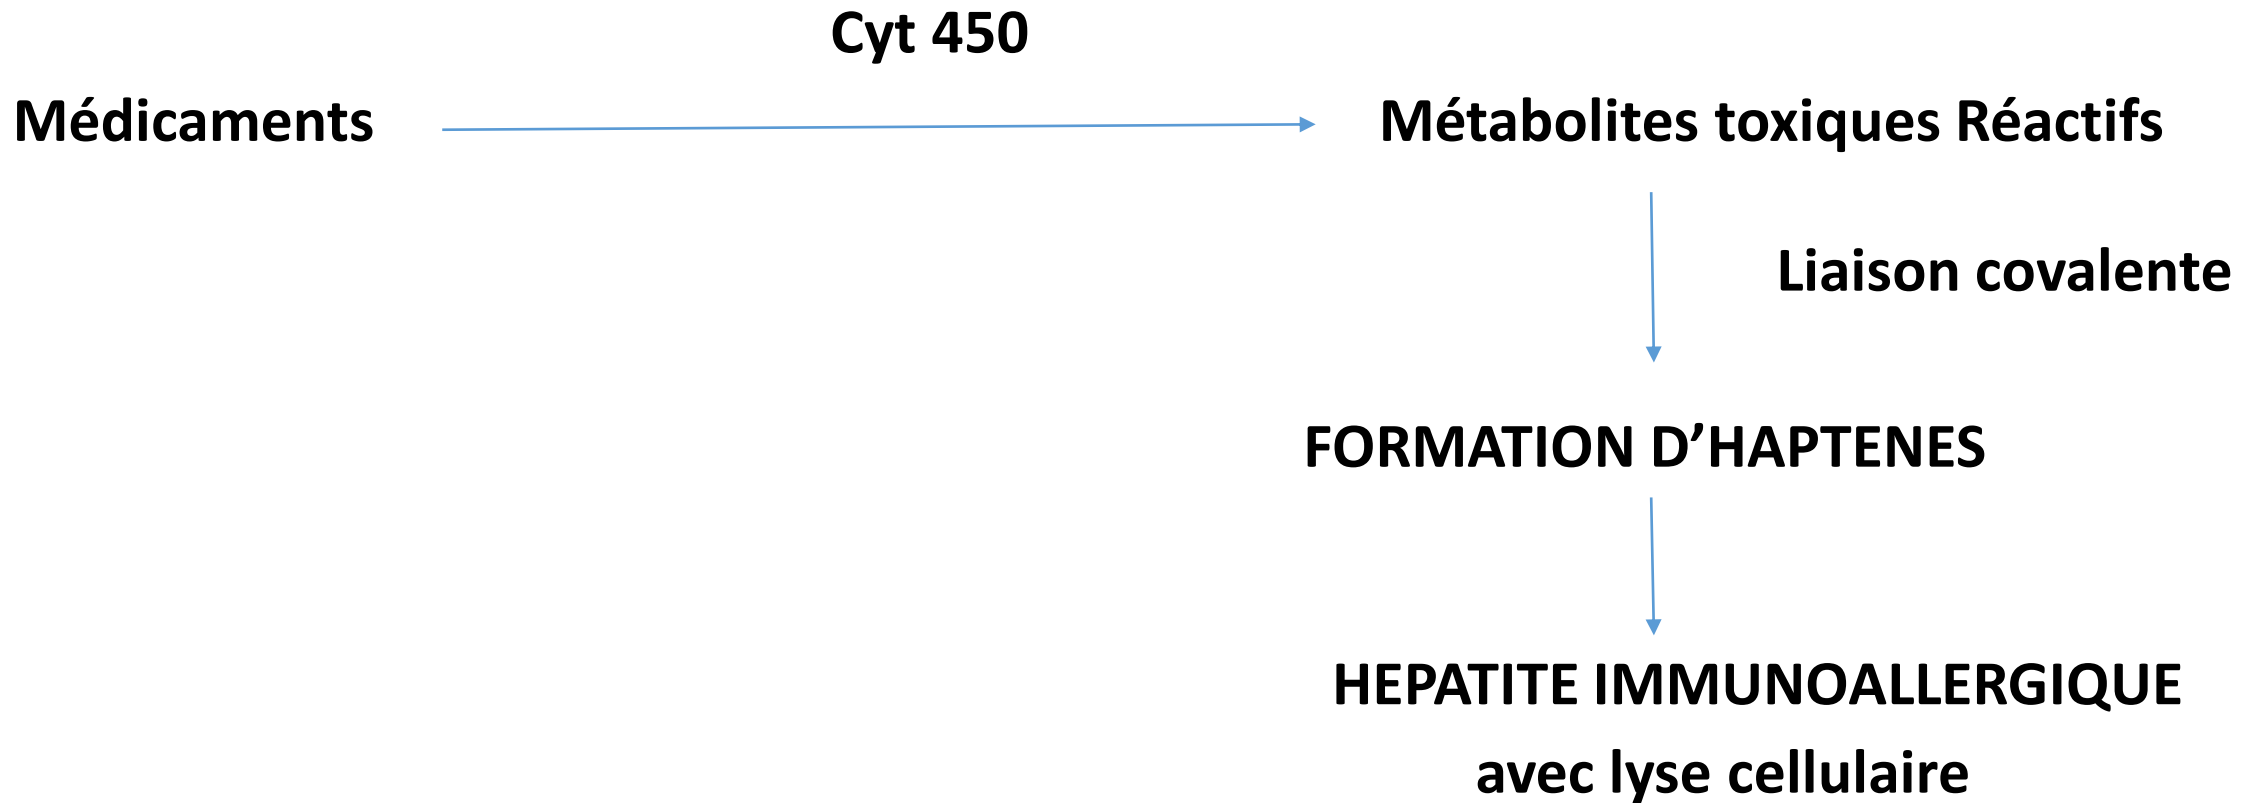 Cyt 450
Médicaments
Métabolites toxiques Réactifs
Liaison covalente
FORMATION D’HAPTENES
HEPATITE IMMUNOALLERGIQUE
avec lyse cellulaire